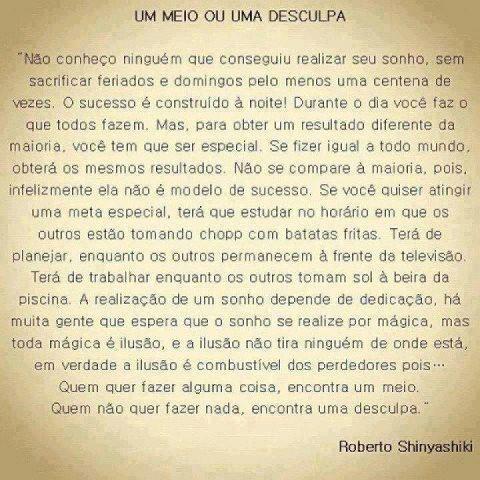 UM MEIO OU UMA DESCULPA
"Não conheço ninguém que conseguiu realizar seu sonho, sem
sacrificar feriados e domingos pelo menos uma centena de
vezes. O sucesso é construído à noite! Durante o dia você faz o
que todos fazem. Mas, para obter um resultado diferente da
maioria, você tem que ser especial. Se fizer igual a todo mundo,
obterá os mesmos resultados. Não se compare à maioria, pois,
infelizmente ela não é modelo de sucesso. Se você quiser atingir
uma meta especial, terá que estudar no horário em que os
outros estão tomando chopp com batatas fritas. Terá de
planejar, enquanto os outros permanecem à frente da televisão.
Terá de trabalhar enquanto os outros tomam sol à beira da
piscina. A realização de um sonho depende de dedicação, há
muita gente que espera que o sonho se realize por mágica, mas
toda mágica é ilusão, e a ilusão não tira ninguém de onde está,
em verdade a ilusão é combustível dos perdedores pois...
Quem quer fazer alguma coisa, encontra um meio.
Quem não quer fazer nada, encontra uma desculpa."
Roberto Shinyashiki